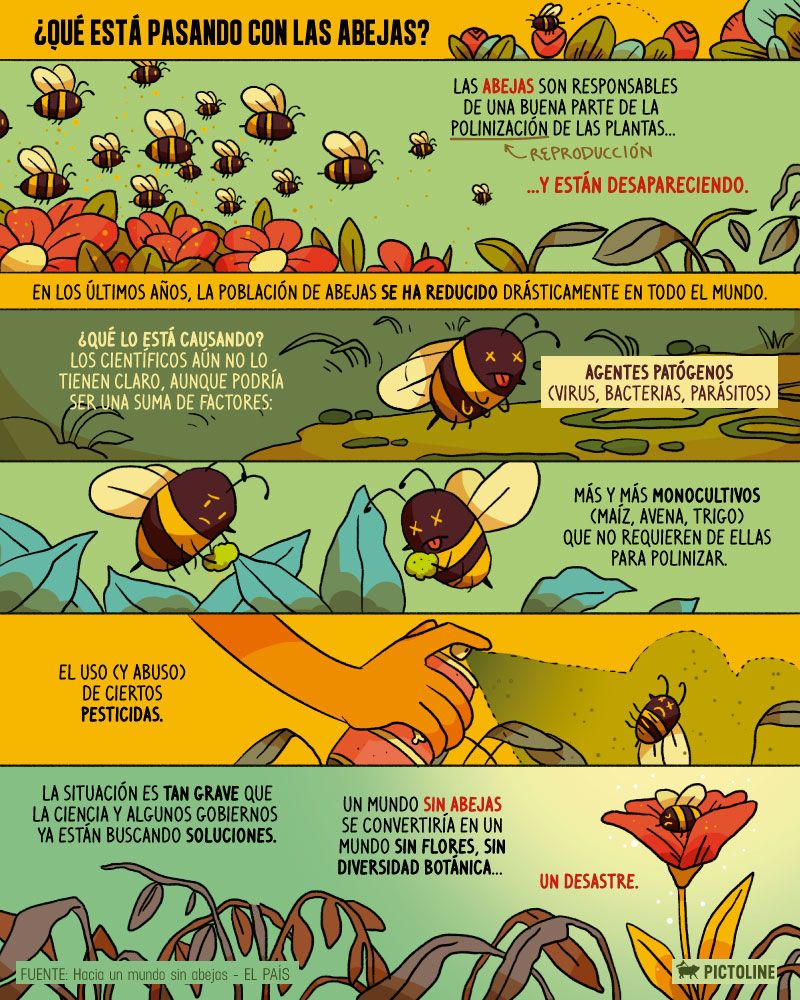 ¿QUÉ ESTÁ PASANDO CON LAS ABEJAS?
LAS ABEJAS SON RESPONSABLES
DE UNA BUENA PARTE DE LA
POLINIZACIÓN DE LAS PLANTAS...
REPRODUCCIÓN
...Y ESTÁN DESAPARECIENDO.
EN LOS ÚLTIMOS AÑOS, LA POBLACIÓN DE ABEJAS SE HA REDUCIDO DRÁSTICAMENTE EN TODO EL MUNDO.
¿QUÉ LO ESTÁ CAUSANDO?
LOS CIENTÍFICOS AÚN NO LO
TIENEN CLARO, AUNQUE PODRÍA
SER UNA SUMA DE FACTORES:
AGENTES PATÓGENOS
(VIRUS, BACTERIAS, PARÁSITOS)
MÁS Y MÁS MONOCULTIVOS
(MAÍZ, AVENA, TRIGO)
QUE NO REQUIEREN DE ELLAS
PARA POLINIZAR.
EL USO (Y ABUSO)
DE CIERTOS
PESTICIDAS.
LA SITUACIÓN ES TAN GRAVE QUE
LA CIENCIA Y ALGUNOS GOBIERNOS
YA ESTÁN BUSCANDO SOLUCIONES.
UN MUNDO SIN ABEJAS
SE CONVERTIRÍA EN UN
MUNDO SIN FLORES, SIN
DIVERSIDAD BOTÁNICA...
UN DESASTRE.
FUENTE: Hacia un mundo sin abejas - EL PAÍS
PICTOLINE